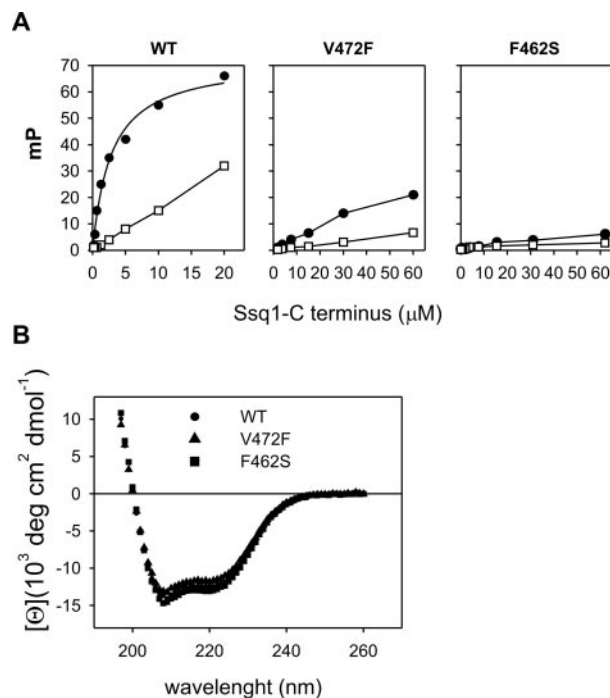 A
WT
V472F
F462S
mP
70
60
50
40
30
20
10
0
0 5 10 15 20
0 10 20 30 40 50 60
0 10 20 30 40 50 60
Ssq1-C terminus (μM)
B
[Θ](10³ deg cm² dmol⁻¹)
10
5
0
-5
-10
-15
WT
V472F
F462S
200 220 240 260
wavelenght (nm)